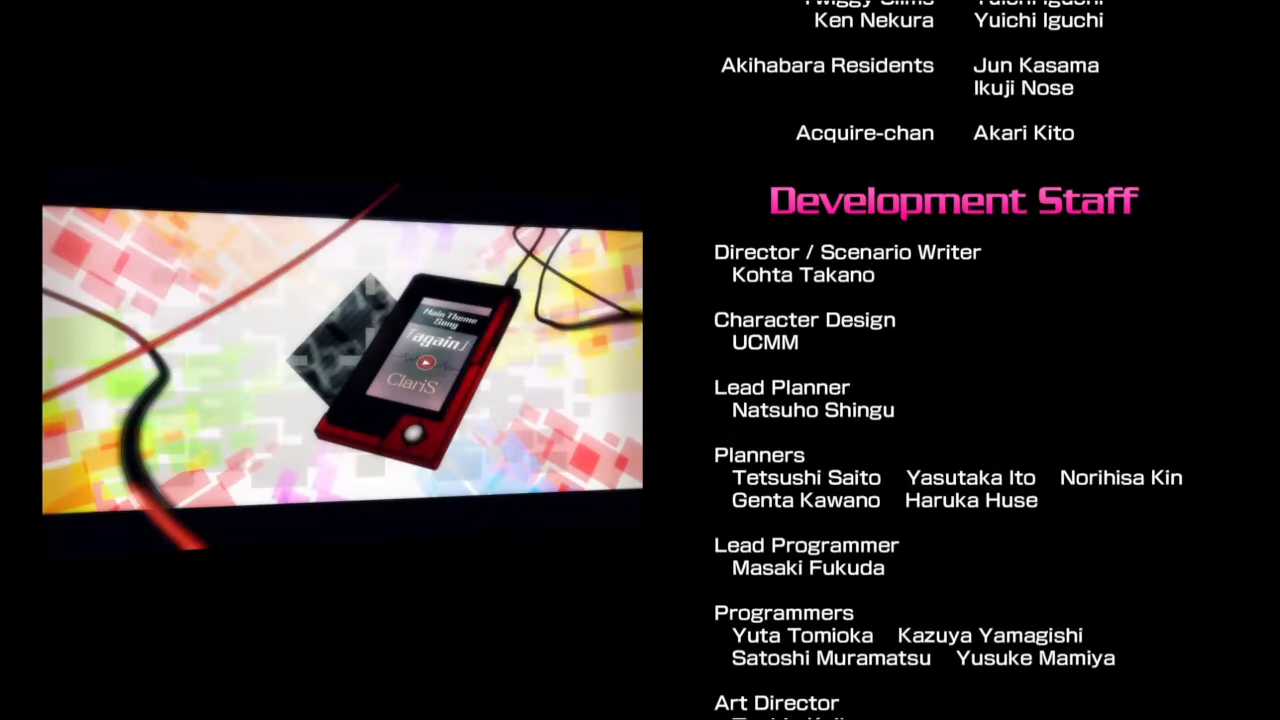 Yuichi Iguchi
Ken Nekura Yuichi Iguchi
Akihabara Residents Jun Kasama
Ikuji Nose
Acquire-chan Akari Kito
Development Staff
Director / Scenario Writer
Kohta Takano
Character Design
UCMM
Lead Planner
Natsuho Shingu
Planners
Tetsushi Saito Yasutaka Ito Norihisa Kin
Genta Kawano Haruka Huse
Lead Programmer
Masaki Fukuda
Programmers
Yuta Tomioka Kazuya Yamagishi
Satoshi Muramatsu Yusuke Mamiya
Art Director
Main Theme
Song
「again」
ClariS